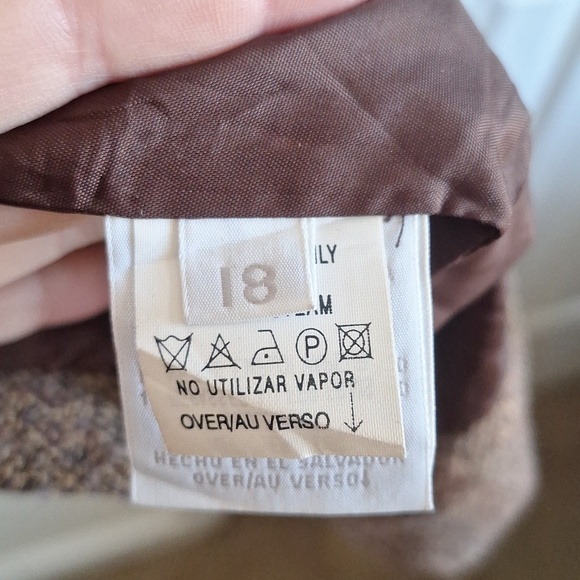 18
P
NO UTILIZAR VAPOR
OVER/AU VERSO ↓
HECHO EN EL SALVADOR
OVER/AU VERSO↓